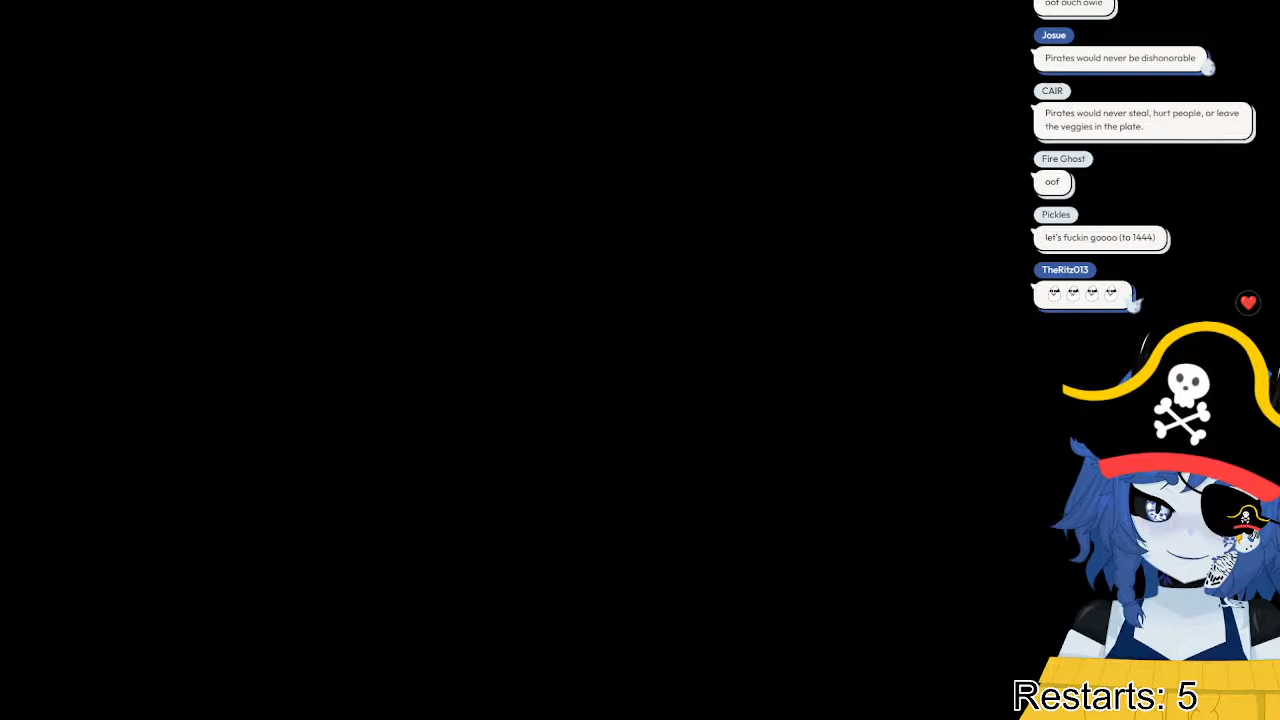 oof ouch owie
Josue
Pirates would never be dishonorable
CAIR
Pirates would never steal, hurt people, or leave
the veggies in the plate.
Fire Ghost
oof
Pickles
let's fuckin goooo (to 1444)
TheRitz013
Restarts: 5